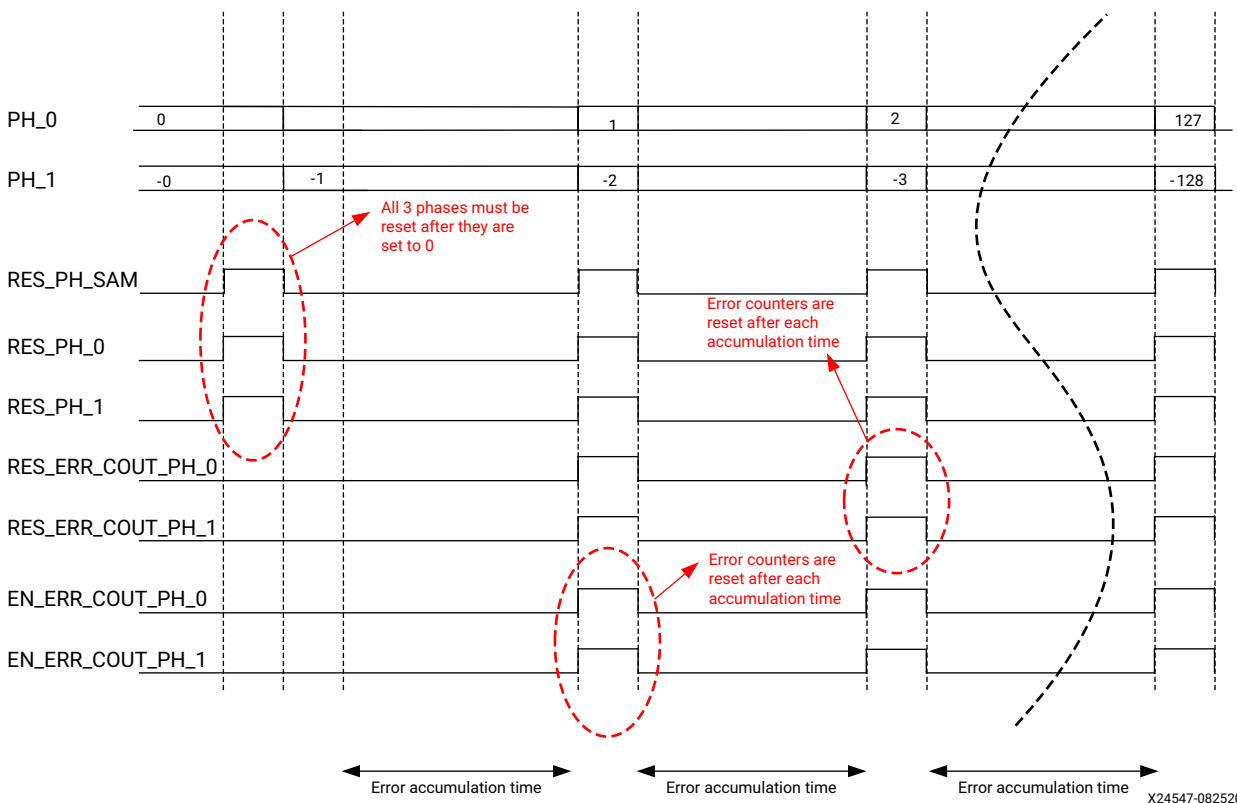 PH_0
0
1
2
127
PH_1
-0
-1
-2
-3
-128
All 3 phases must be
reset after they are
set to 0
RES_PH_SAM
Error counters are
reset after each
accumulation time
RES_PH_0
RES_PH_1
RES_ERR_COUT_PH_0
RES_ERR_COUT_PH_1
Error counters are
reset after each
accumulation time
EN_ERR_COUT_PH_0
EN_ERR_COUT_PH_1
Error accumulation time
Error accumulation time
Error accumulation time
X24547-082520